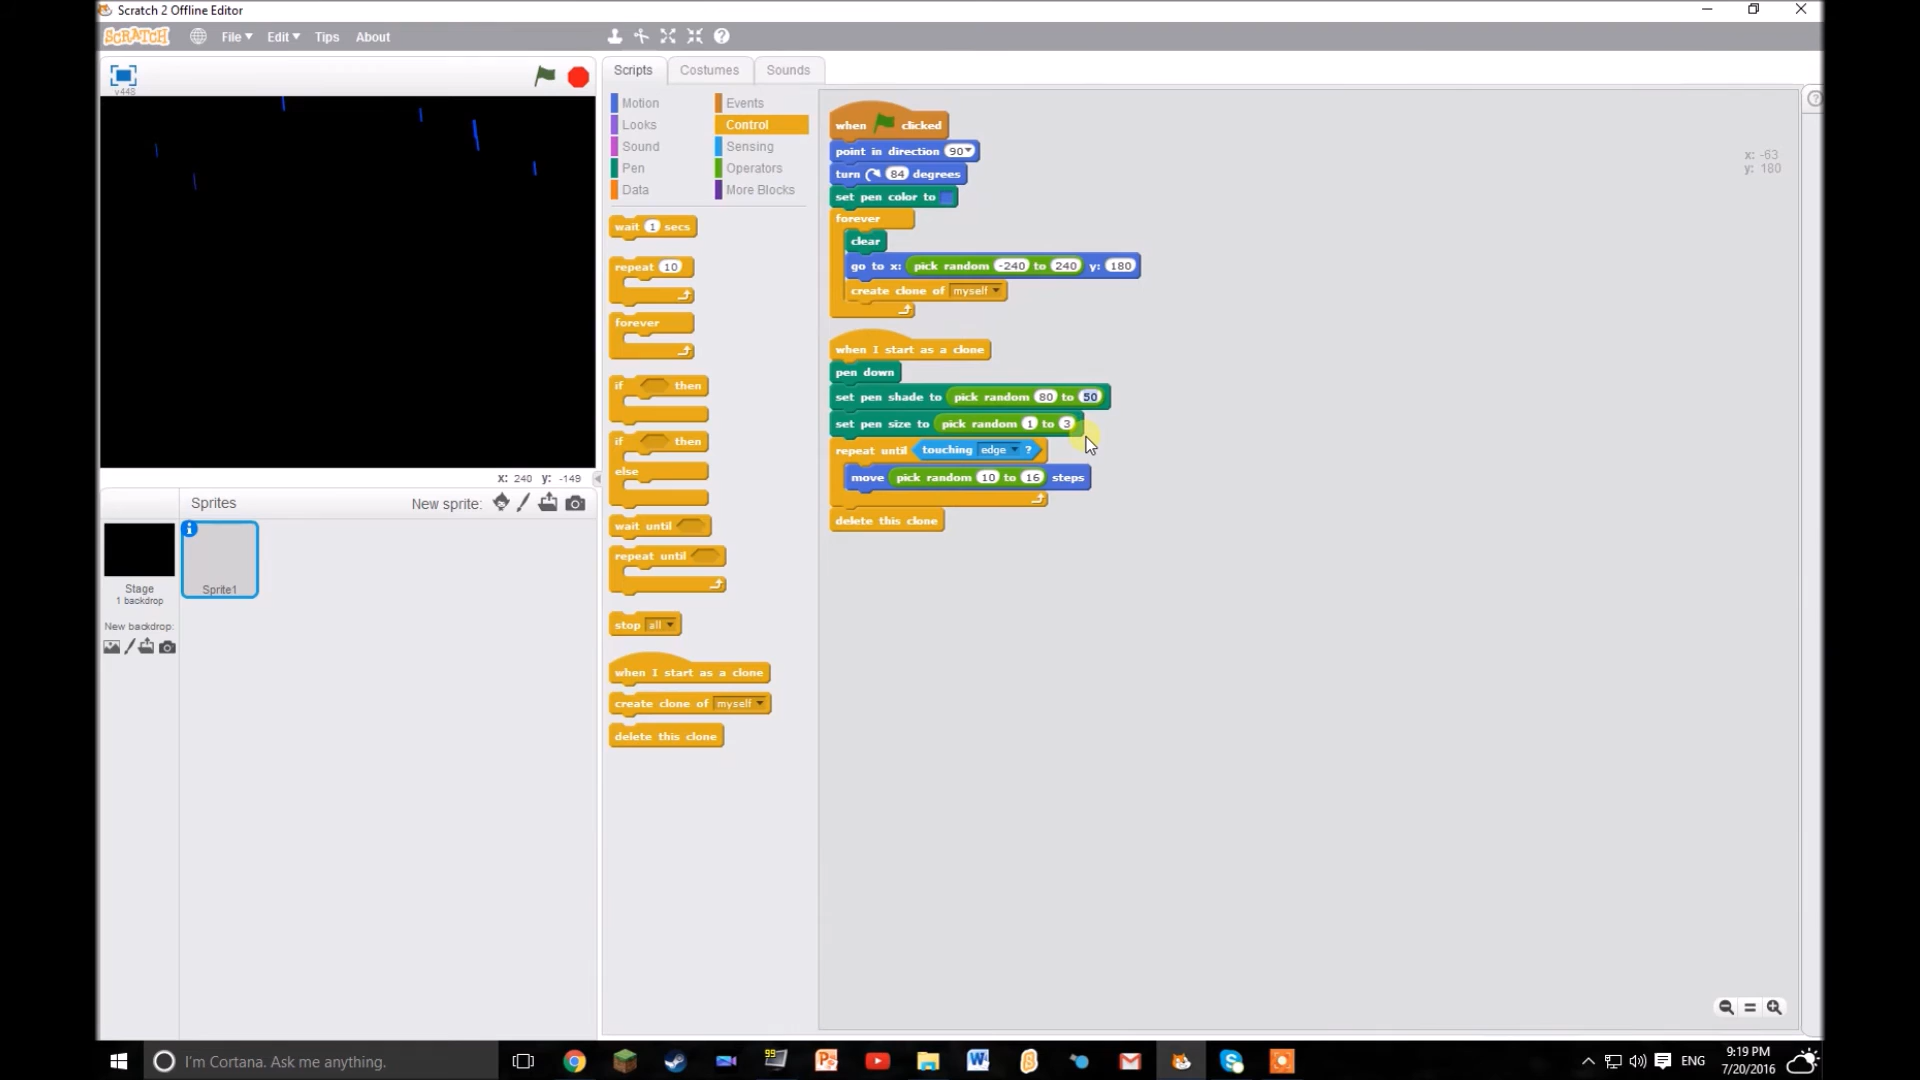 Scratch 2 Offline Editor
SCRATCH File Edit Tips About
v448
Scripts Costumes Sounds
Motion Events
Looks Control
Sound Sensing
Pen Operators
Data More Blocks
wait 1 secs
repeat 10
forever
if then
if then
else
wait until
repeat until
stop all
when I start as a clone
create clone of myself
delete this clone
when clicked
point in direction 90
turn 84 degrees
set pen color to
forever
clear
go to x: pick random -240 to 240 y: 180
create clone of myself
when I start as a clone
pen down
set pen shade to pick random 80 to 50
set pen size to pick random 1 to 3
repeat until touching edge ?
move pick random 10 to 16 steps
delete this clone
x: -63
y: 180
x: 240 y: -149
Sprites New sprite:
Stage
1 backdrop
New backdrop:
Sprite1
I'm Cortana. Ask me anything.
99
ENG
9:19 PM
7/20/2016